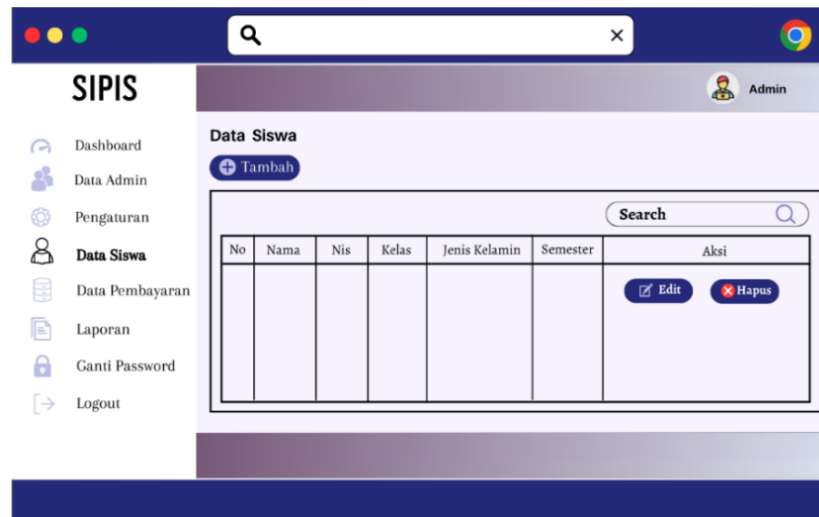 SIPIS
Admin
Dashboard
Data Admin
Pengaturan
Data Siswa
Data Pembayaran
Laporan
Ganti Password
Logout
Data Siswa
Tambah
Search
No Nama Nis Kelas Jenis Kelamin Semester Aksi
Edit Hapus